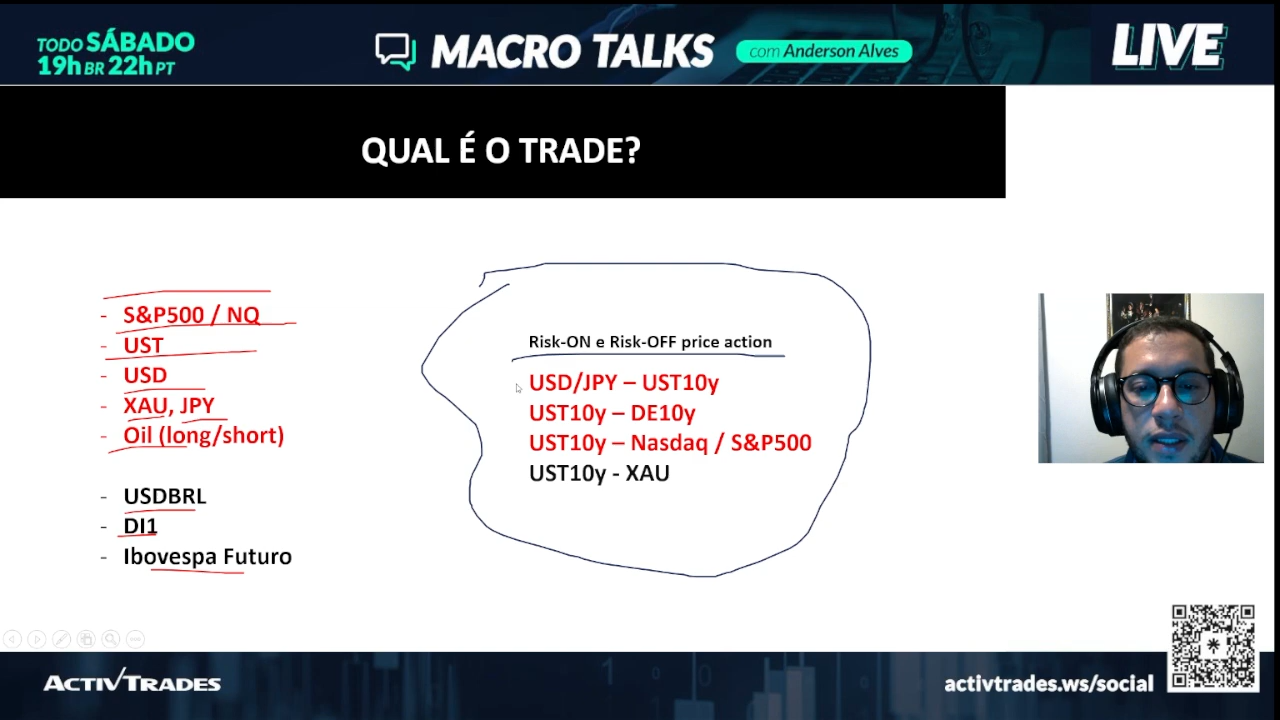 TODO SÁBADO
19h BR 22h PT
MACRO TALKS
com Anderson Alves
LIVE
QUAL É O TRADE?
- S&P500 / NQ
- UST
- USD
- XAU, JPY
- Oil (long/short)
- USDBRL
- DI1
- Ibovespa Futuro
Risk-ON e Risk-OFF price action
USD/JPY – UST10y
UST10y – DE10y
UST10y – Nasdaq / S&P500
UST10y - XAU
ACTIVTRADES
activtrades.ws/social